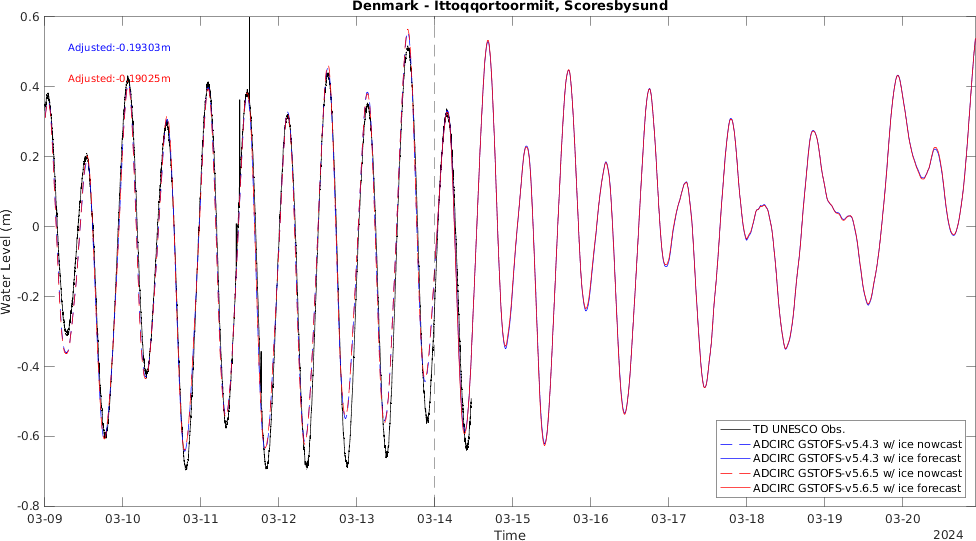 Denmark - Ittoqqortoormiit, Scoresbysund
0.6
Adjusted:-0.19303m
Adjusted:-0.19025m
0.4
0.2
0
-0.2
-0.4
-0.6
-0.8
Water Level (m)
TD UNESCO Obs.
ADCIRC GSTOFS-v5.4.3 w/ ice nowcast
ADCIRC GSTOFS-v5.4.3 w/ ice forecast
ADCIRC GSTOFS-v5.6.5 w/ ice nowcast
ADCIRC GSTOFS-v5.6.5 w/ ice forecast
03-09 03-10 03-11 03-12 03-13 03-14 03-15 03-16 03-17 03-18 03-19 03-20
Time
2024